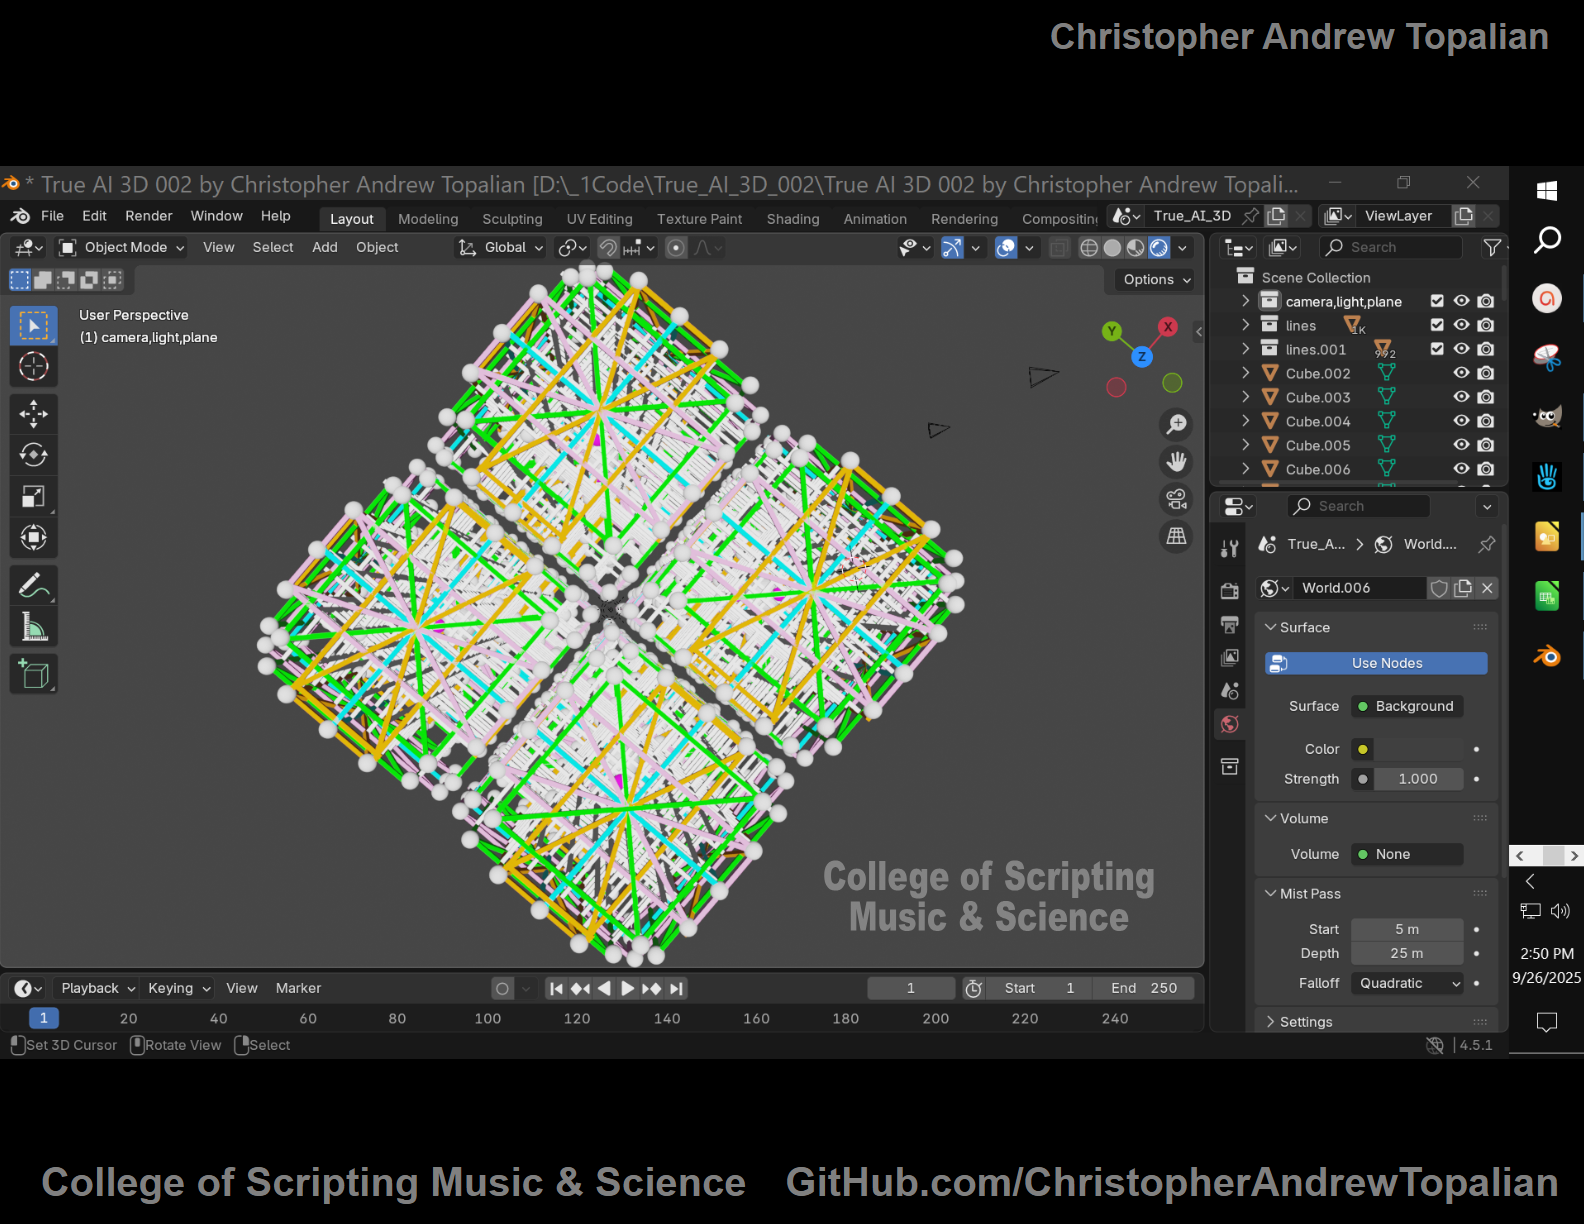 Christopher Andrew Topalian
* True AI 3D 002 by Christopher Andrew Topalian [D:\_1Code\True_AI_3D_002\True AI 3D 002 by Christopher Andrew Topali...
File Edit Render Window Help Layout Modeling Sculpting UV Editing Texture Paint Shading Animation Rendering Compositing True_AI_3D ViewLayer
Object Mode View Select Add Object Global Search
Options
Scene Collection
User Perspective
(1) camera,light,plane
camera,light,plane
lines 1K
lines.001 992
Cube.002
Cube.003
Cube.004
Cube.005
Cube.006
X
Y
Z
Search
True_A... > World....
World.006
Surface
Use Nodes
Surface Background
Color
Strength 1.000
Volume
Volume None
Mist Pass
Start 5 m
Depth 25 m
Falloff Quadratic
Settings
College of Scripting
Music & Science
2:50 PM
9/26/2025
Playback Keying View Marker 1 Start 1 End 250
1 20 40 60 80 100 120 140 160 180 200 220 240
Set 3D Cursor Rotate View Select 4.5.1
College of Scripting Music & Science GitHub.com/ChristopherAndrewTopalian